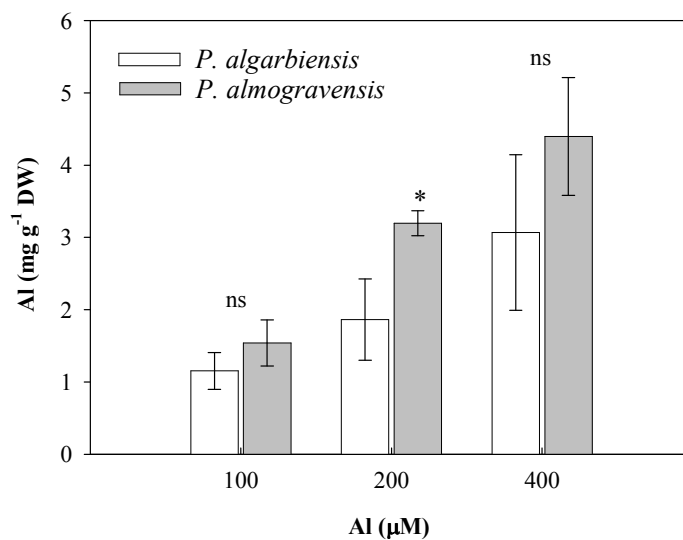 6
5
4
3
2
1
0
Al (mg g⁻¹ DW)
P. algarbiensis
P. almogravensis
ns
*
ns
100
200
400
Al (µM)